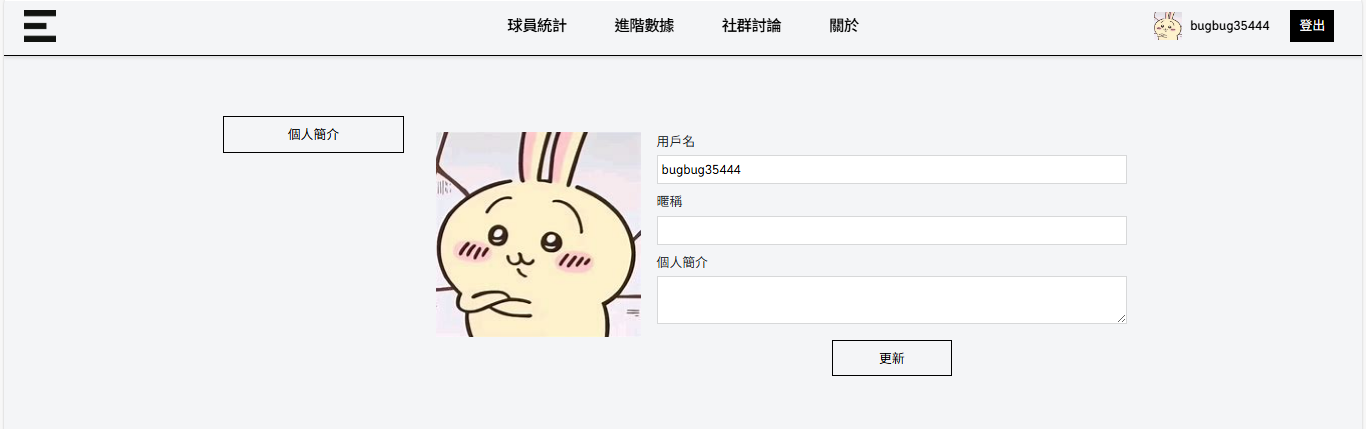 球員統計 進階數據 社群討論 關於 bugbug35444 登出
個人簡介
用戶名
bugbug35444
暱稱
個人簡介
更新